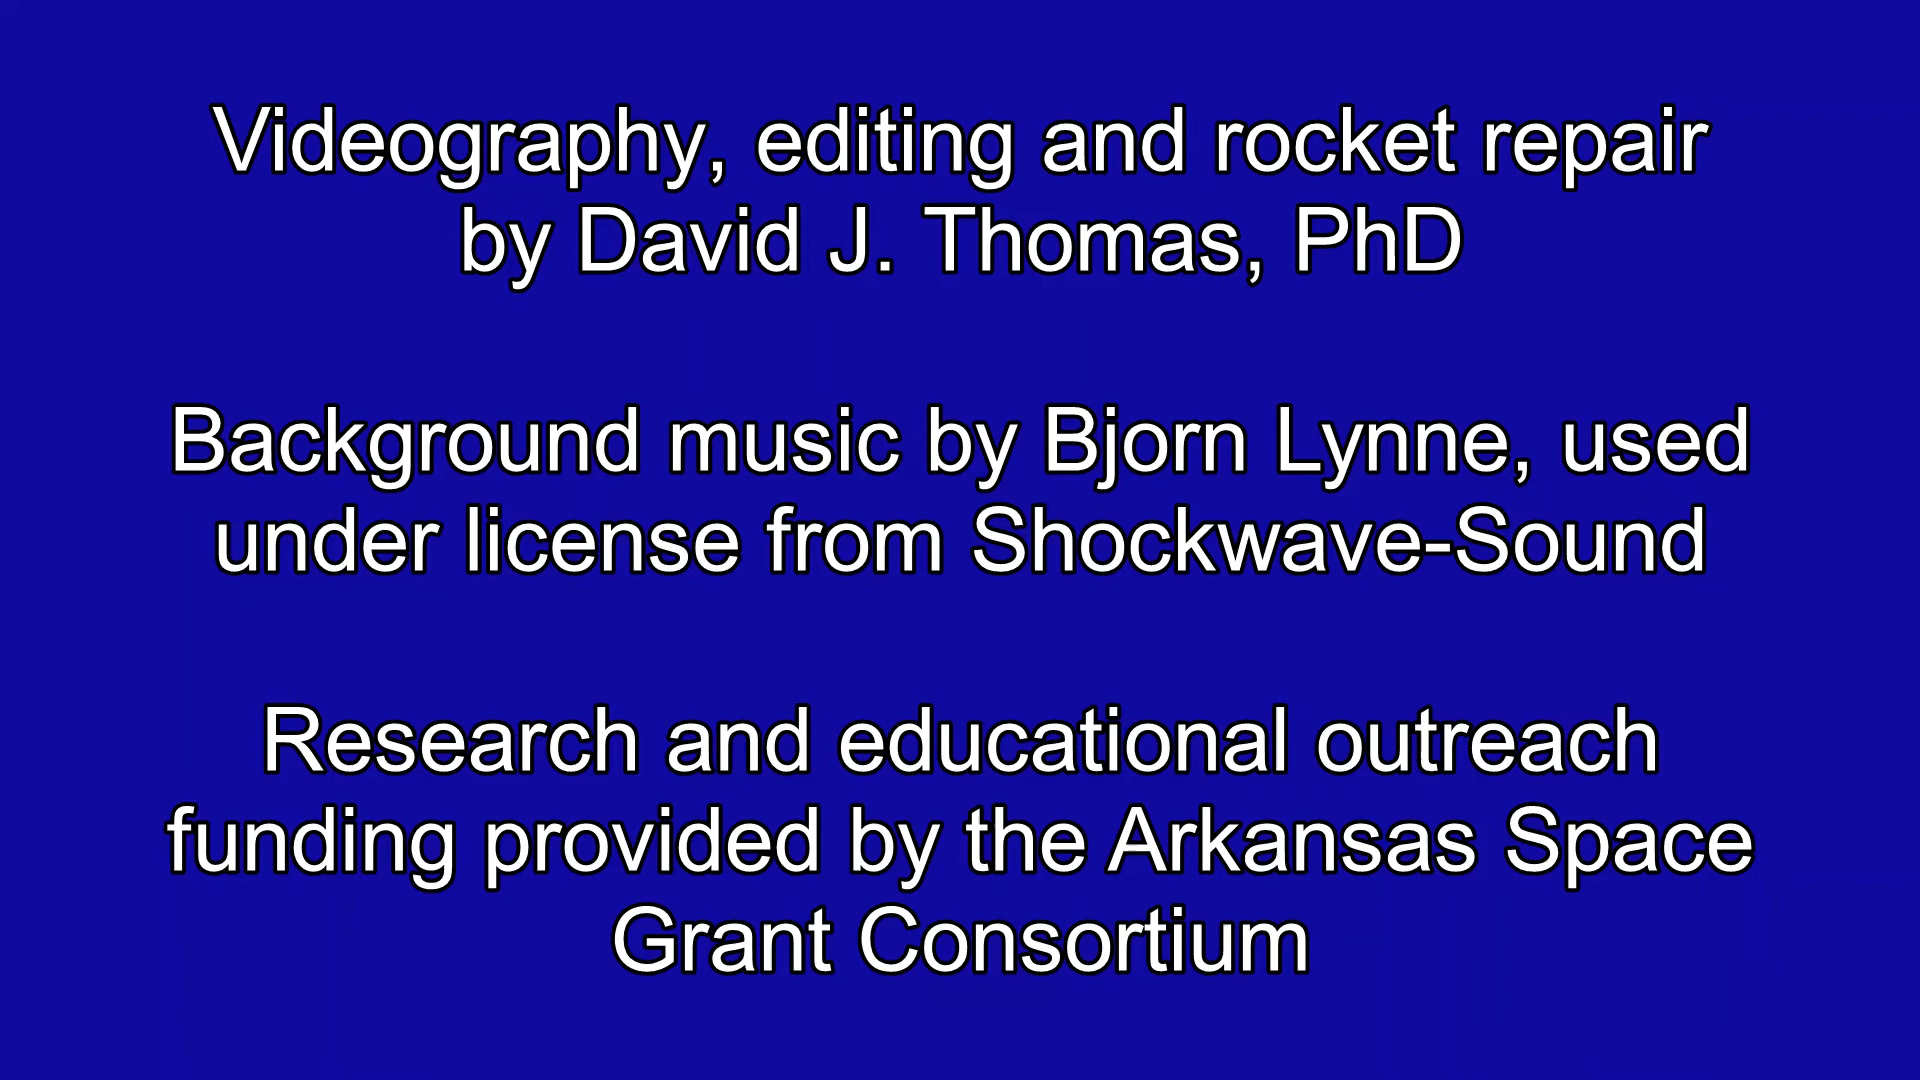 Videography, editing and rocket repair
by David J. Thomas, PhD
Background music by Bjorn Lynne, used
under license from Shockwave-Sound
Research and educational outreach
funding provided by the Arkansas Space
Grant Consortium